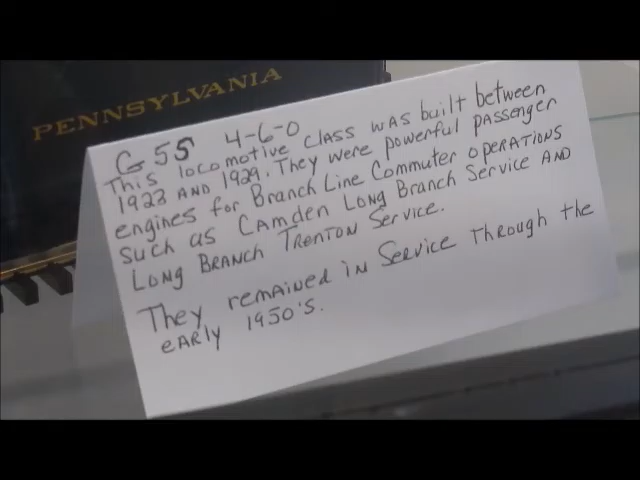 PENNSYLVANIA
G5S 4-6-0
This locomotive class was built between
1923 AND 1929. They were powerful passenger
engines for Branch Line Commuter operations
such as Camden Long Branch Service AND
Long Branch Trenton Service.
They remained in Service through the
early 1950's.